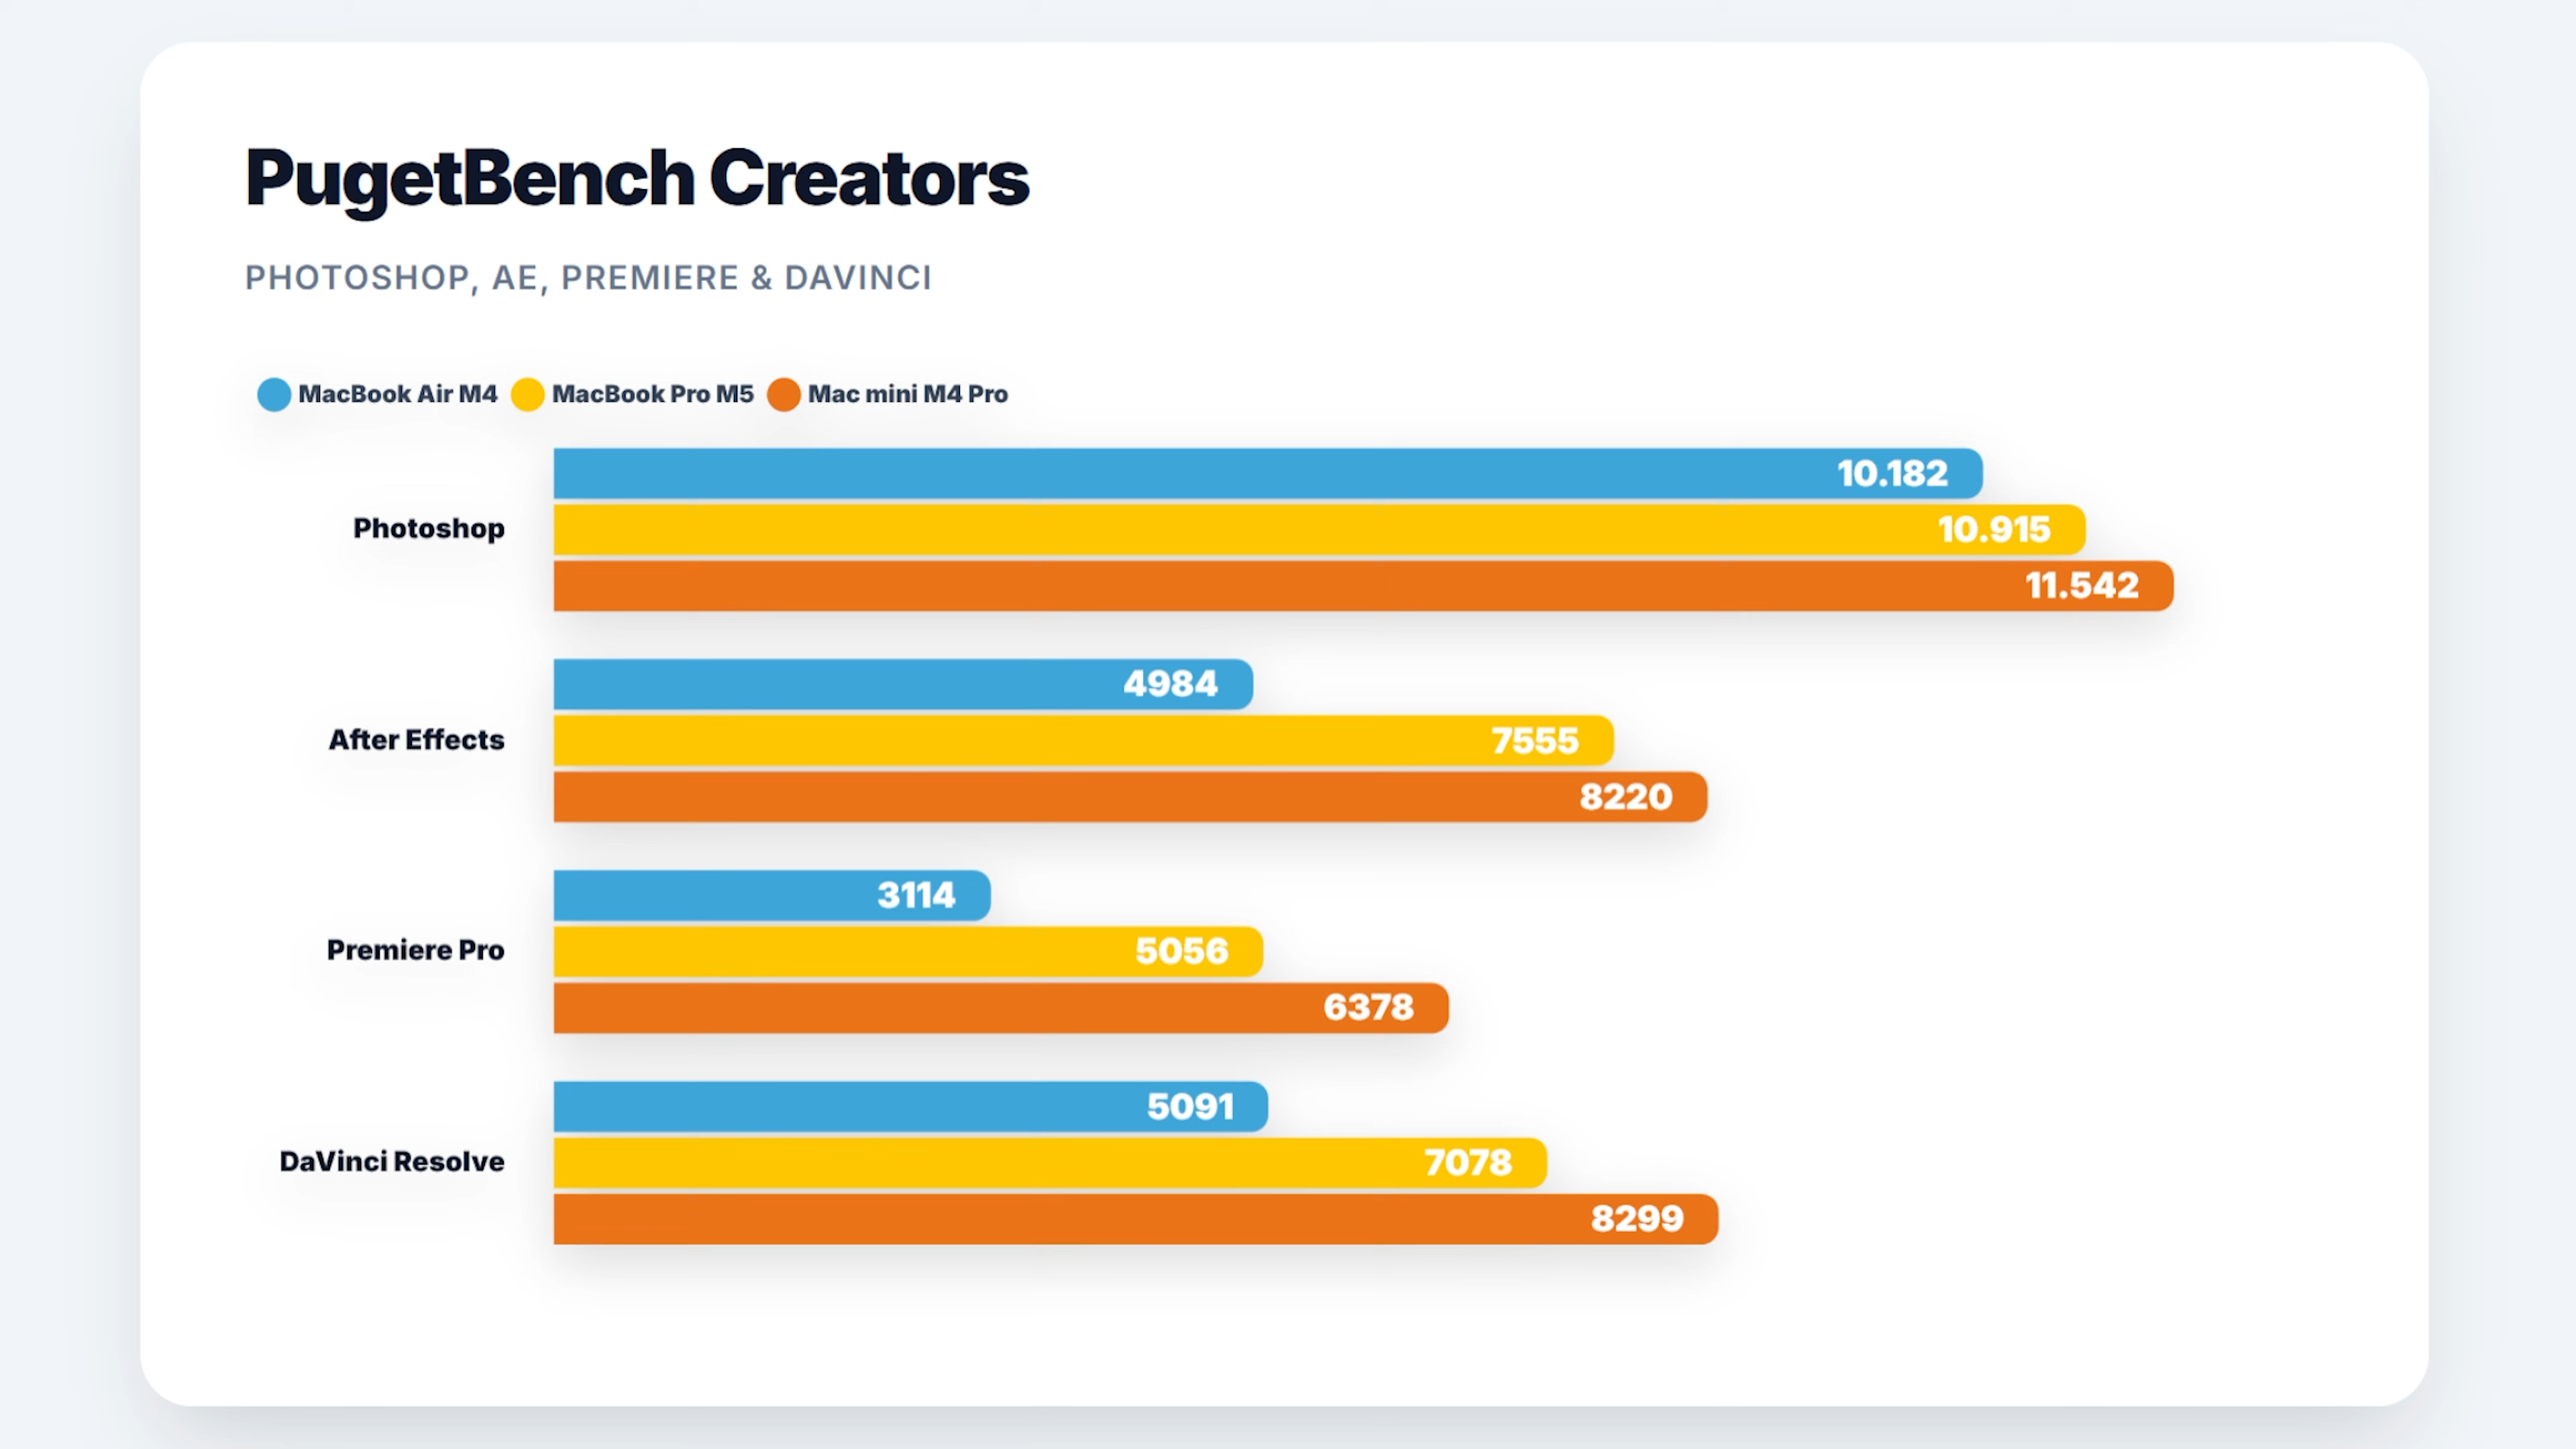 PugetBench Creators
PHOTOSHOP, AE, PREMIERE & DAVINCI
MacBook Air M4 MacBook Pro M5 Mac mini M4 Pro
Photoshop
10.182
10.915
11.542
After Effects
4984
7555
8220
Premiere Pro
3114
5056
6378
DaVinci Resolve
5091
7078
8299